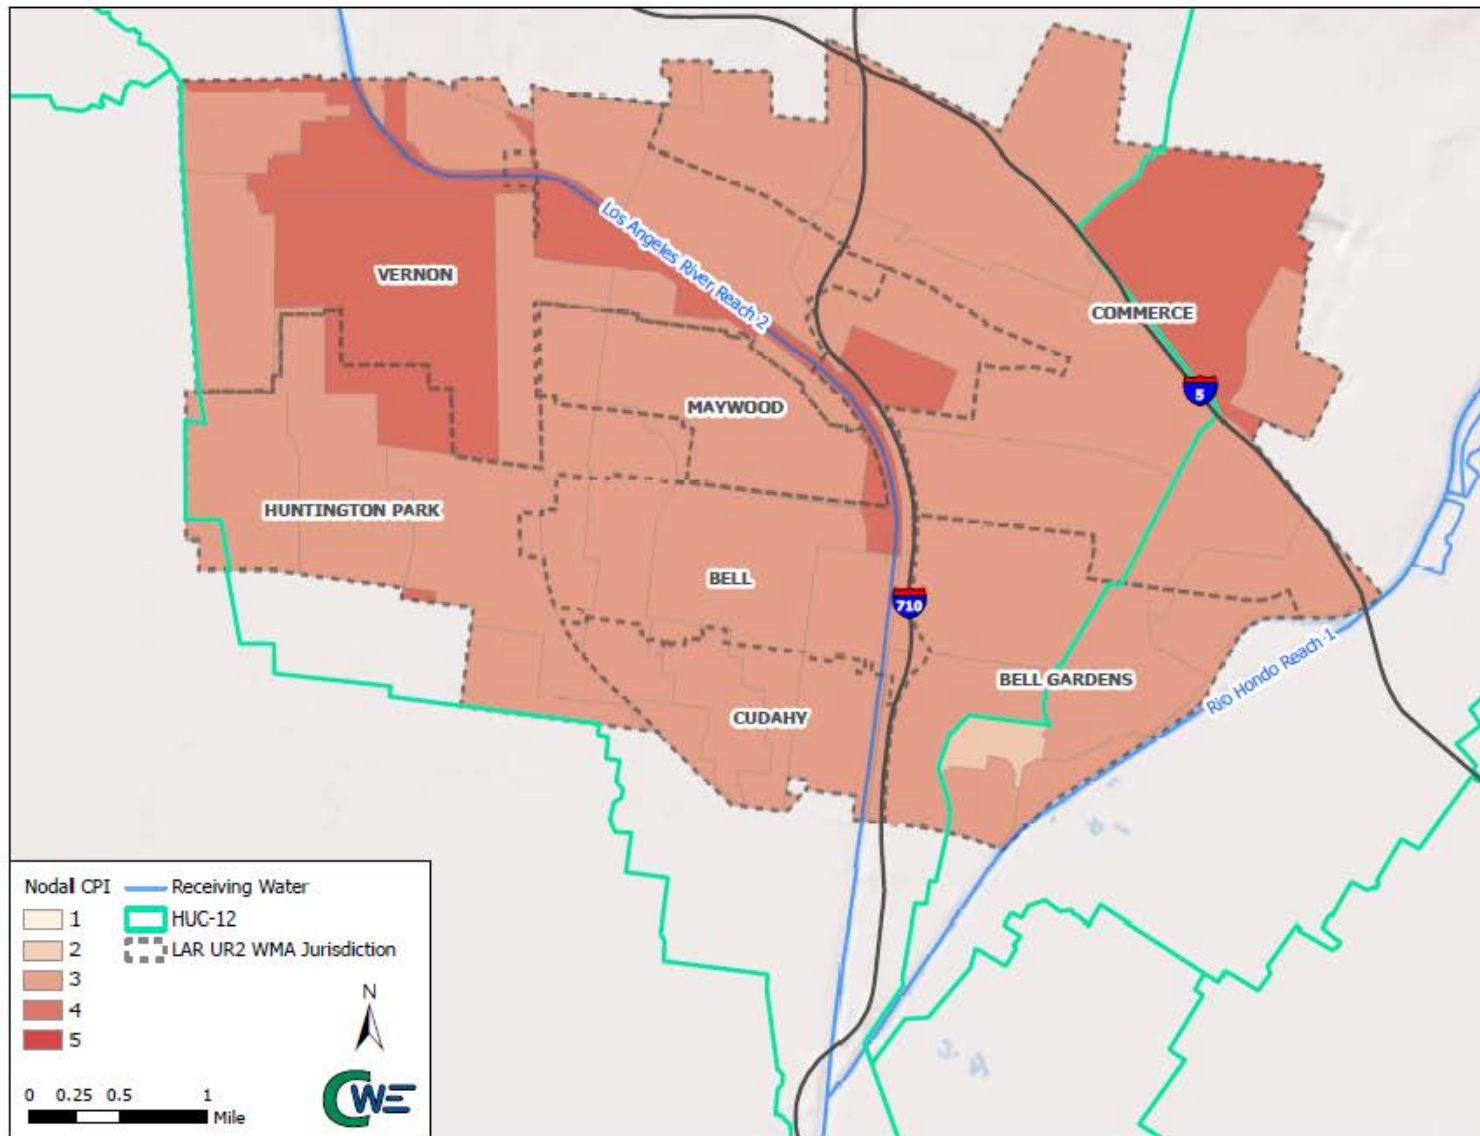 Los Angeles River Reach 2
VERNON
COMMERCE
5
MAYWOOD
HUNTINGTON PARK
BELL
710
BELL GARDENS
Rio Hondo Reach 1
CUDAHY
Nodal CPI
Receiving Water
1
HUC-12
2
LAR UR2 WMA Jurisdiction
3
4
5
N
0 0.25 0.5 1
Mile
CWE